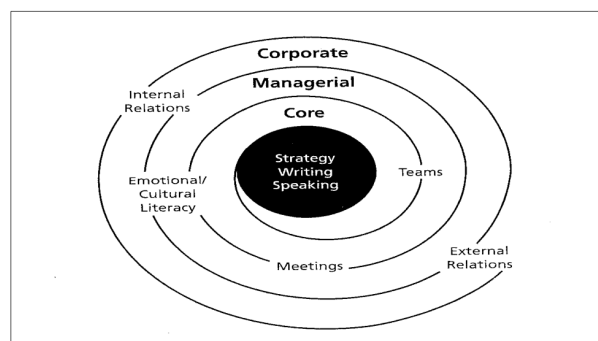 Corporate
Managerial
Core
Internal
Relations
Strategy
Writing
Speaking
Teams
Emotional/
Cultural
Literacy
Meetings
External
Relations